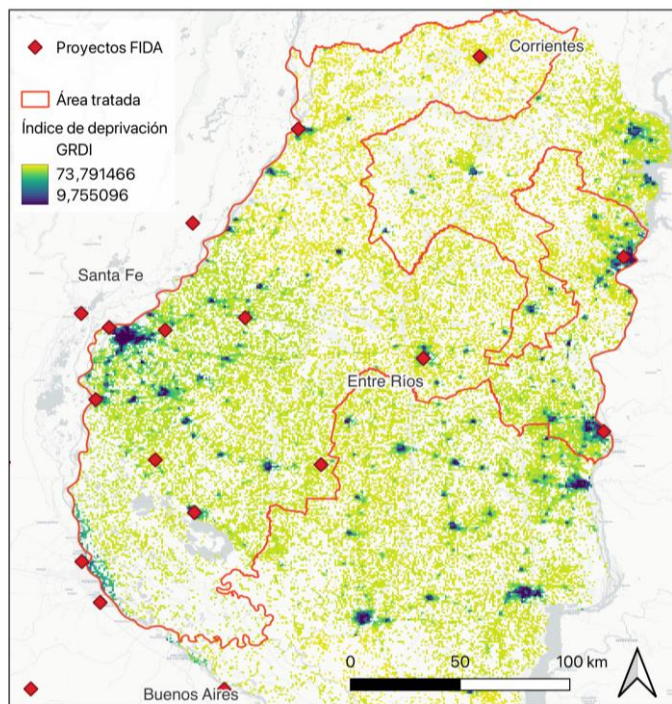 Proyectos FIDA
Área tratada
Índice de deprivación
GRDI
73,791466
9,755096
Corrientes
Santa Fe
Entre Ríos
Buenos Aires
0 50 100 km